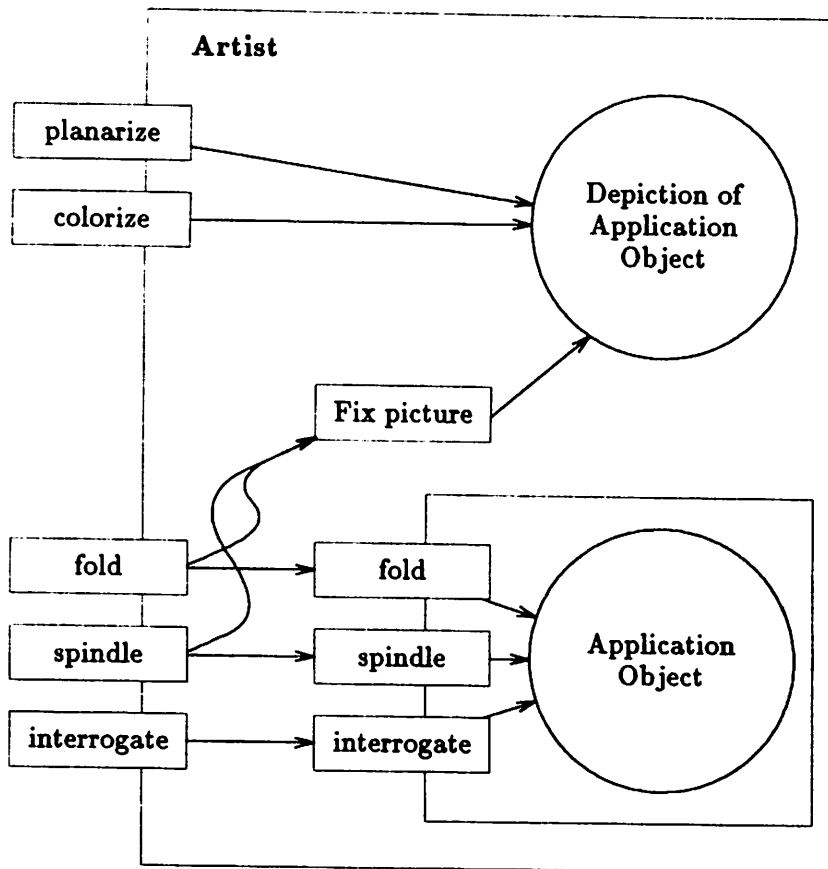 Artist
planarize
colorize
Depiction of
Application
Object
Fix picture
fold
fold
spindle
spindle
interrogate
interrogate
Application
Object